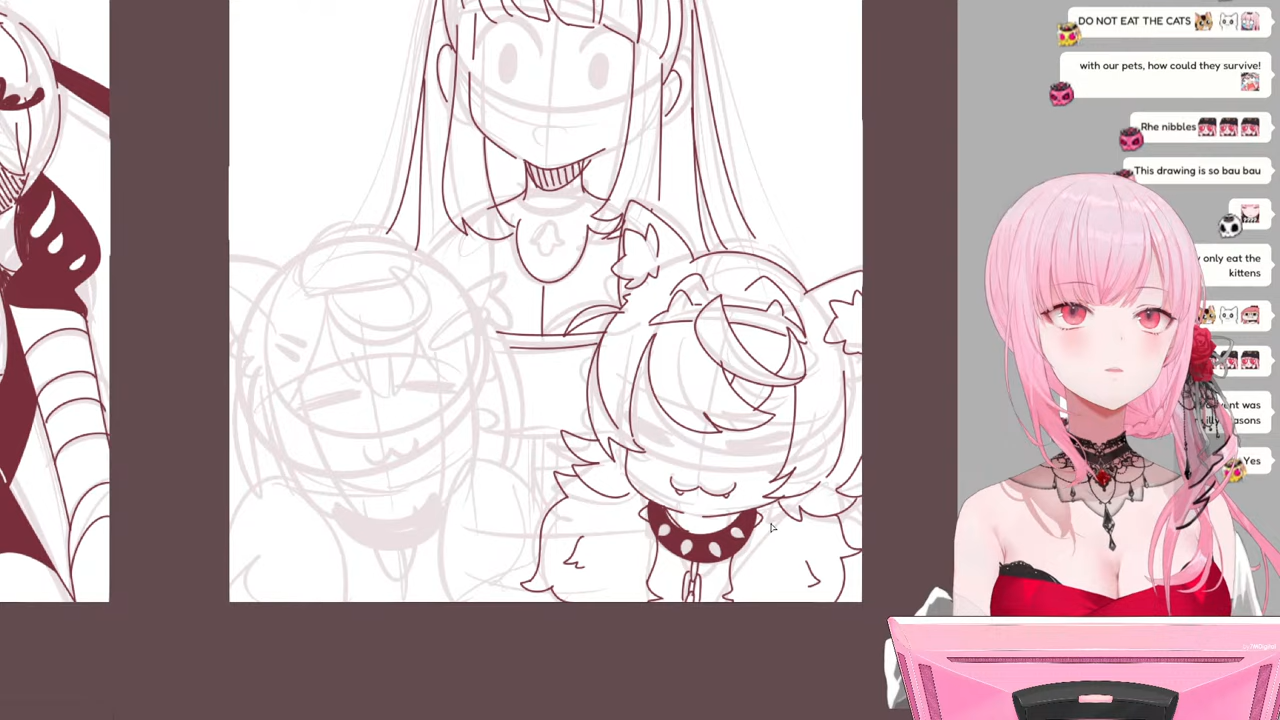 DO NOT EAT THE CATS
with our pets, how could they survive!
Rhe nibbles
This drawing is so bau bau
only eat the
kittens
was
Yes